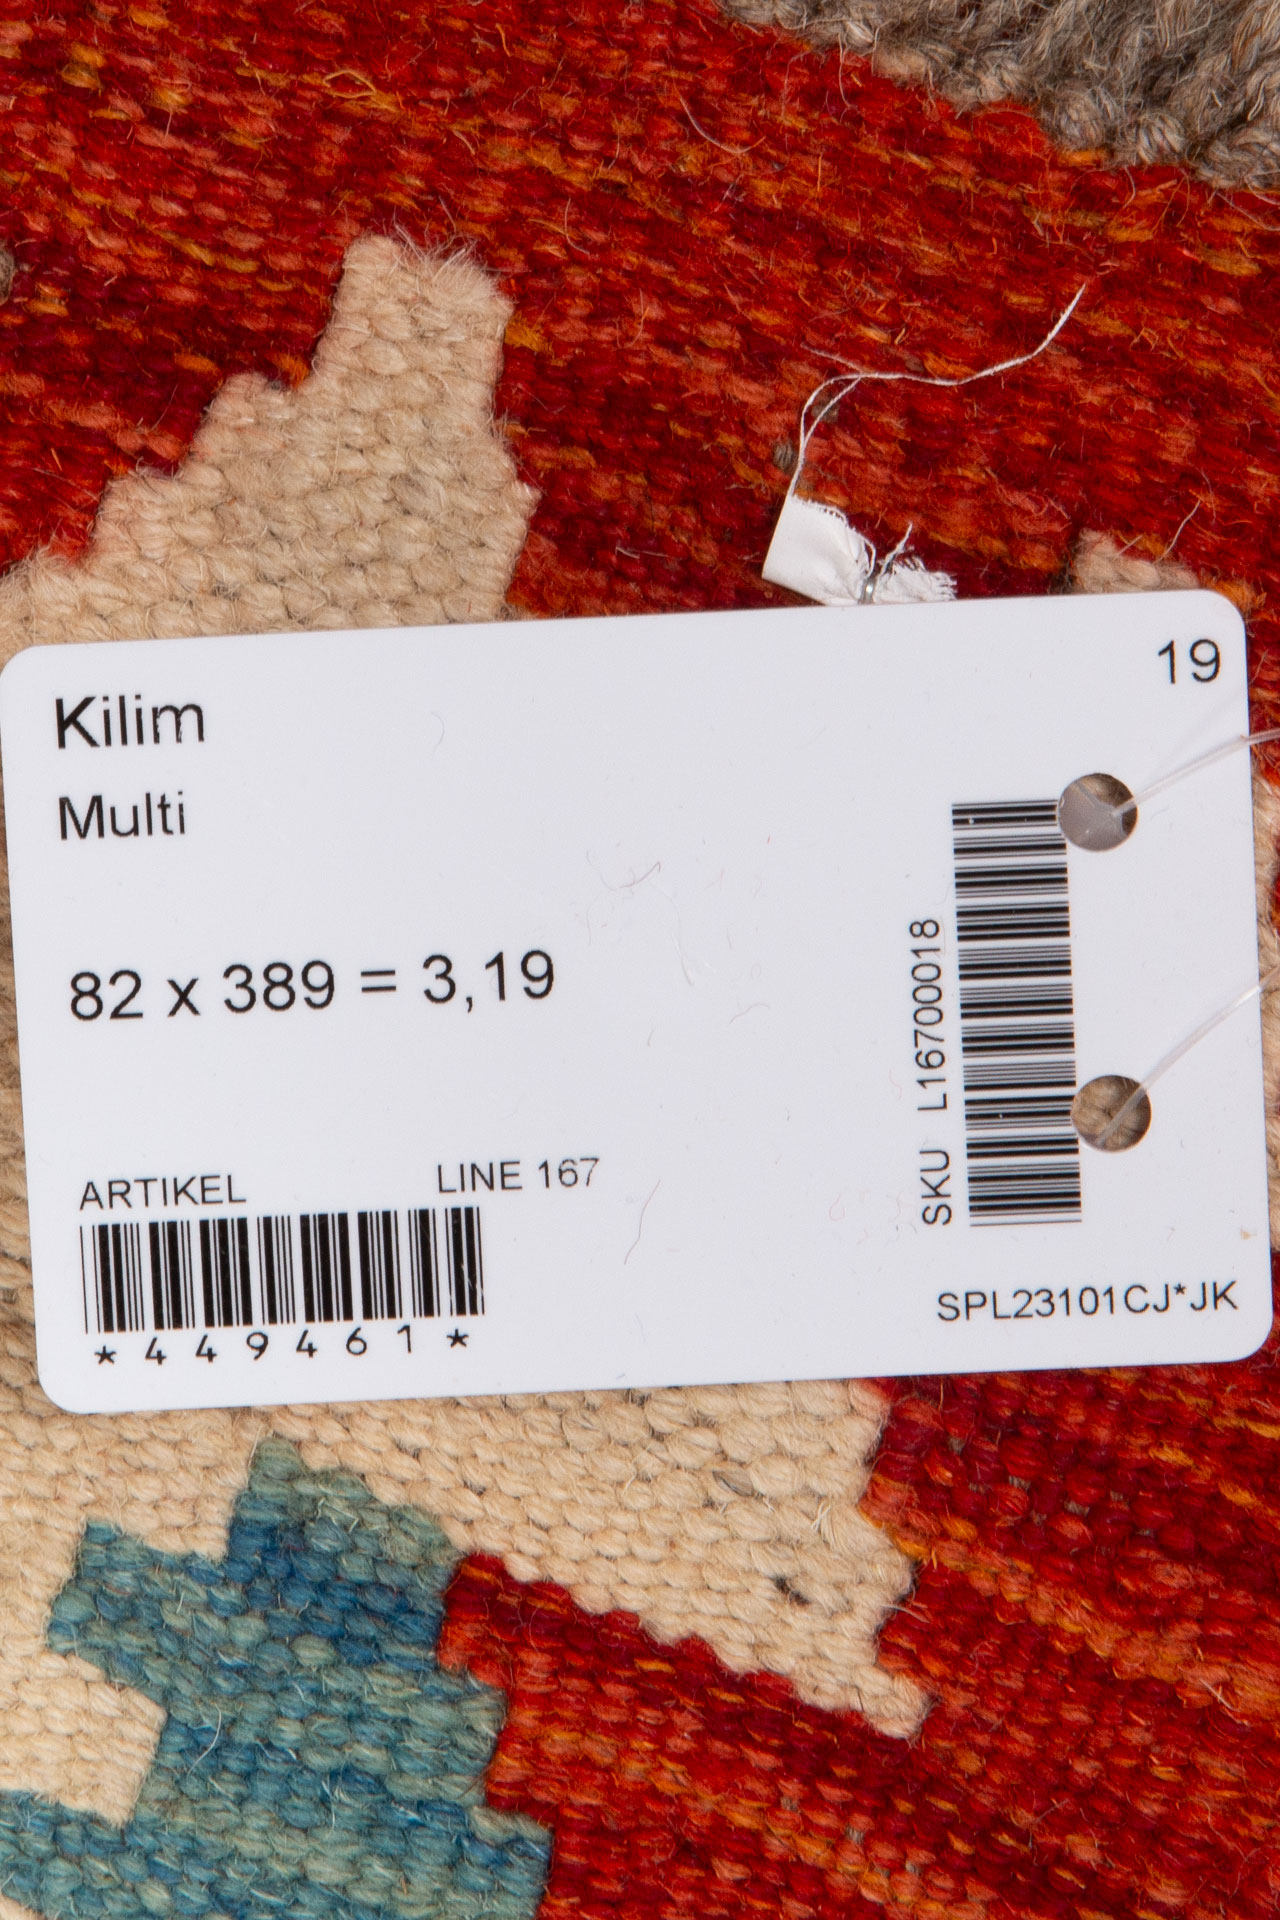 19
Kilim
Multi
82 x 389 = 3,19
SKU L16700018
ARTIKEL LINE 167
*449461*
SPL23101CJ*JK